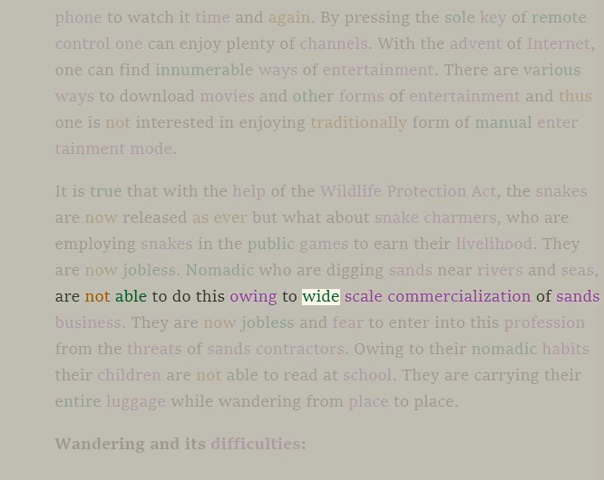 phone to watch it time and again. By pressing the sole key of remote
control one can enjoy plenty of channels. With the advent of Internet,
one can find innumerable ways of entertainment. There are various
ways to download movies and other forms of entertainment and thus
one is not interested in enjoying traditionally form of manual enter
tainment mode.
It is true that with the help of the Wildlife Protection Act, the snakes
are now released as ever but what about snake charmers, who are
employing snakes in the public games to earn their livelihood. They
are now jobless. Nomadic who are digging sands near rivers and seas,
are not able to do this owing to wide scale commercialization of sands
business. They are now jobless and fear to enter into this profession
from the threats of sands contractors. Owing to their nomadic habits
their children are not able to read at school. They are carrying their
entire luggage while wandering from place to place.
Wandering and its difficulties: